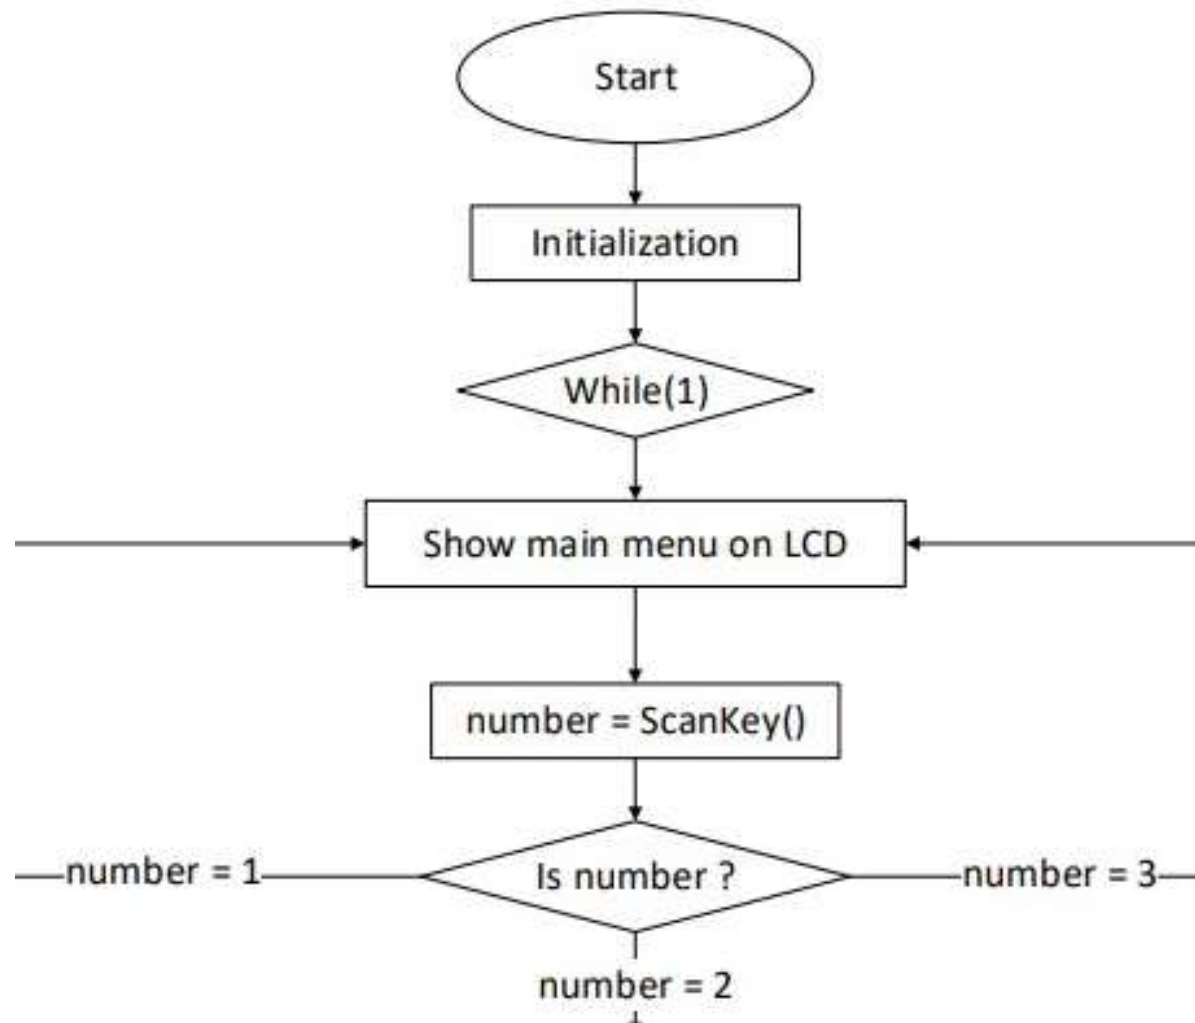 Start
Initialization
While(1)
Show main menu on LCD
number = ScanKey()
number = 1
Is number ?
number = 3
number = 2